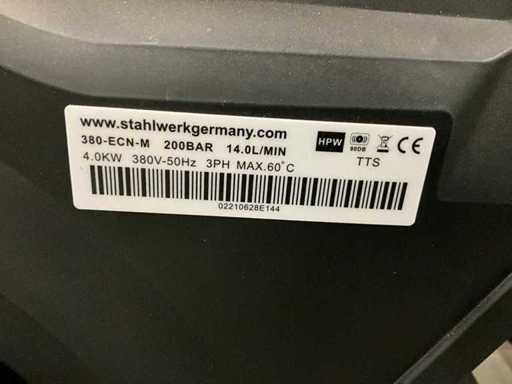 www.stahlwerkgermany.com
380-ECN-M 200BAR 14.0L/MIN
4.0KW 380V-50Hz 3PH MAX.60°C
HPW
90DB
CE
TTS
02210628E144